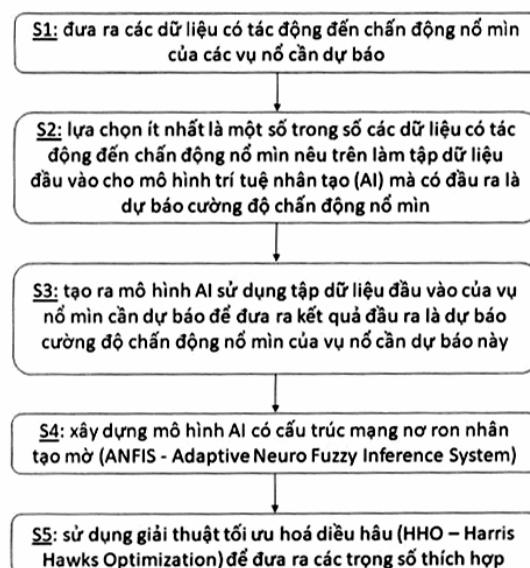 S1: đưa ra các dữ liệu có tác động đến chấn động nổ mìn
của các vụ nổ cần dự báo
S2: lựa chọn ít nhất là một số trong số các dữ liệu có tác
động đến chấn động nổ mìn nêu trên làm tập dữ liệu
đầu vào cho mô hình trí tuệ nhân tạo (AI) mà có đầu ra là
dự báo cường độ chấn động nổ mìn
S3: tạo ra mô hình AI sử dụng tập dữ liệu đầu vào của vụ
nổ mìn cần dự báo để đưa ra kết quả đầu ra là dự báo
cường độ chấn động nổ mìn của vụ nổ cần dự báo này
S4: xây dựng mô hình AI có cấu trúc mạng nơ ron nhân
tạo mờ (ANFIS - Adaptive Neuro Fuzzy Inference System)
S5: sử dụng giải thuật tối ưu hoá diều hâu (HHO – Harris
Hawks Optimization) để đưa ra các trọng số thích hợp